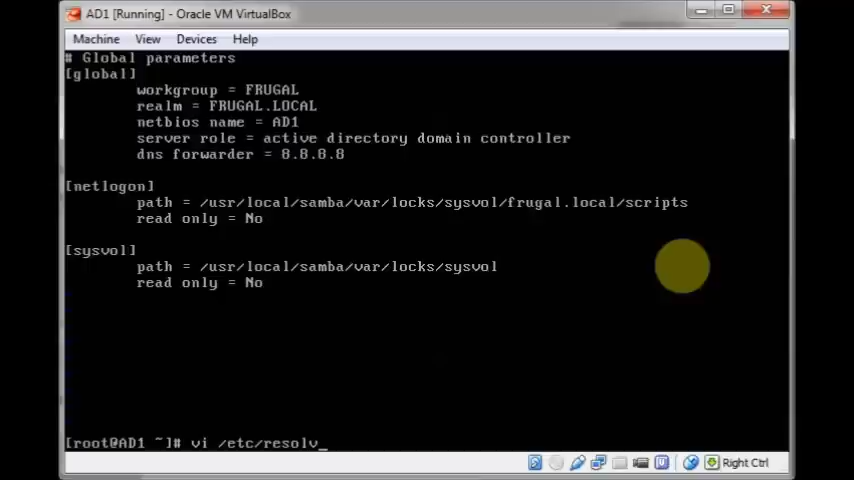 AD1 [Running] - Oracle VM VirtualBox
Machine View Devices Help
# Global parameters
[global]
workgroup = FRUGAL
realm = FRUGAL.LOCAL
netbios name = AD1
server role = active directory domain controller
dns forwarder = 8.8.8.8
[netlogon]
path = /usr/local/samba/var/locks/sysvol/frugal.local/scripts
read only = No
[sysvol]
path = /usr/local/samba/var/locks/sysvol
read only = No
[root@AD1 ~]# vi /etc/resolv_
Right Ctrl